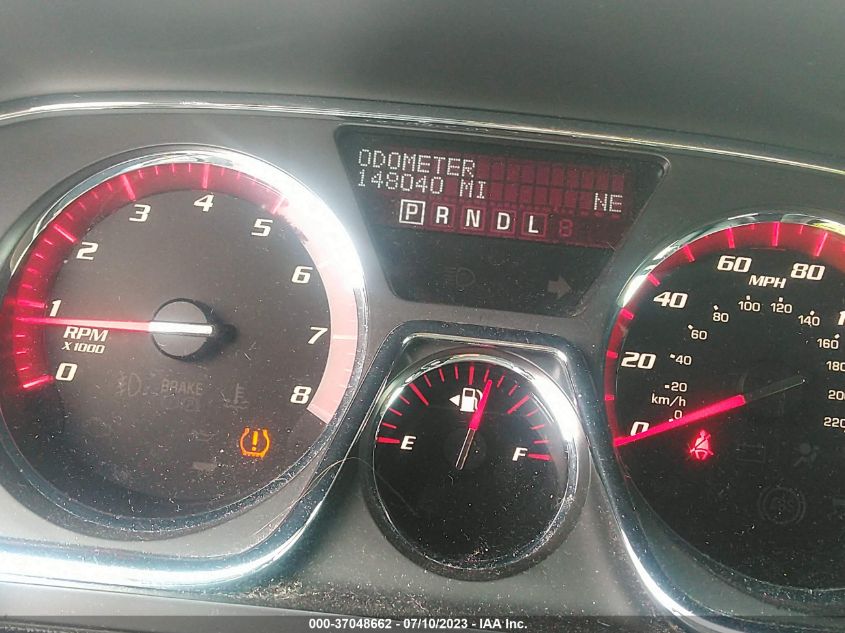 ODOMETER
148040 MI
NE
P R N D L 8
0 1 2 3 4 5 6 7 8
RPM
X1000
BRAKE
E F
0 20 40 60 80
MPH
0 20 40 60 80 100 120 140 160 180 200 220
km/h
000-37048662 - 07/10/2023 - IAA Inc.